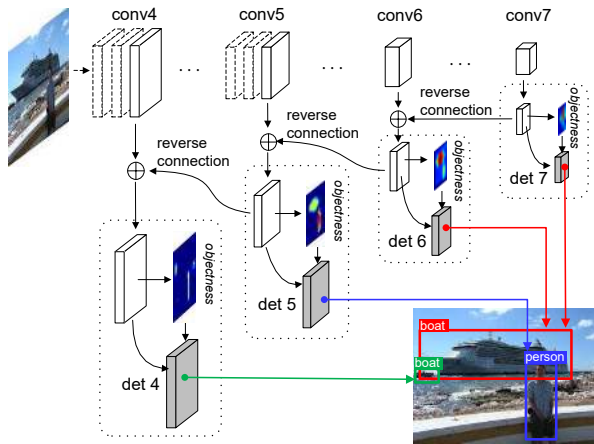 conv4
conv5
conv6
conv7
. . .
. . .
. . .
reverse
connection
objectness
det 7
reverse
connection
objectness
det 6
reverse
connection
objectness
det 5
objectness
det 4
boat
person
boat